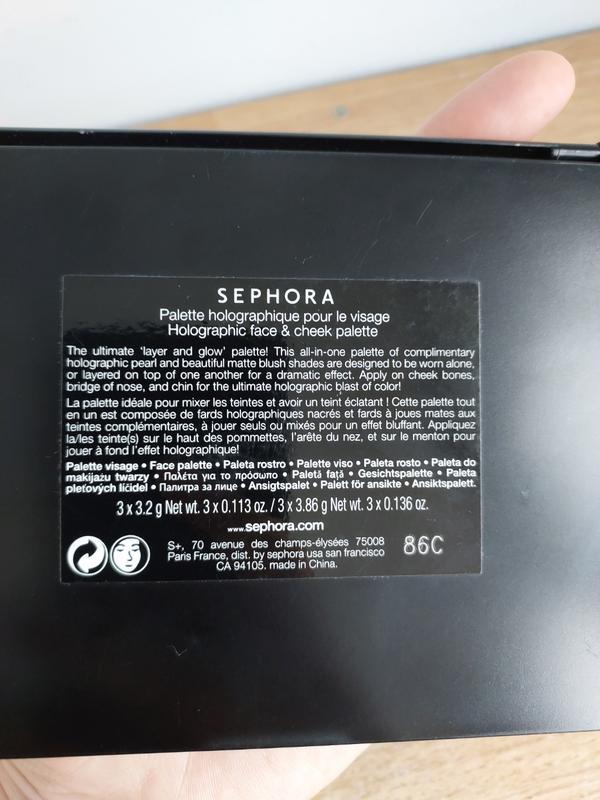 SEPHORA
Palette holographique pour le visage
Holographic face & cheek palette
The ultimate 'layer and glow' palette! This all-in-one palette of complimentary
holographic pearl and beautiful matte blush shades are designed to be worn alone,
or layered on top of one another for a dramatic effect. Apply on cheek bones,
bridge of nose, and chin for the ultimate holographic blast of color!
La palette idéale pour mixer les teintes et avoir un teint éclatant ! Cette palette tout
en un est composée de fards holographiques nacrés et fards à joues mates aux
teintes complémentaires, à jouer seuls ou mixés pour un effet bluffant. Appliquez
la/les teinte(s) sur le haut des pommettes, l'arête du nez, et sur le menton pour
jouer à fond l'effet holographique!
Palette visage • Face palette • Paleta rostro • Palette viso • Paleta rosto • Paleta do
makijażu twarzy • Παλέτα για το πρόσωπο • Paletă față • Gesichtspalette • Paleta
pleťových líčidel • Палитра за лице • Ansigtspalet • Palett för ansikte • Ansiktspalett.
3 x 3.2 g Net wt. 3 x 0.113 oz. / 3 x 3.86 g Net wt. 3 x 0.136 oz.
www.sephora.com
S+, 70 avenue des champs-élysées 75008
Paris France, dist. by sephora usa san francisco
CA 94105. made in China.
86C